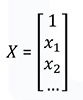 X = [
1
x₁
x₂
...
]